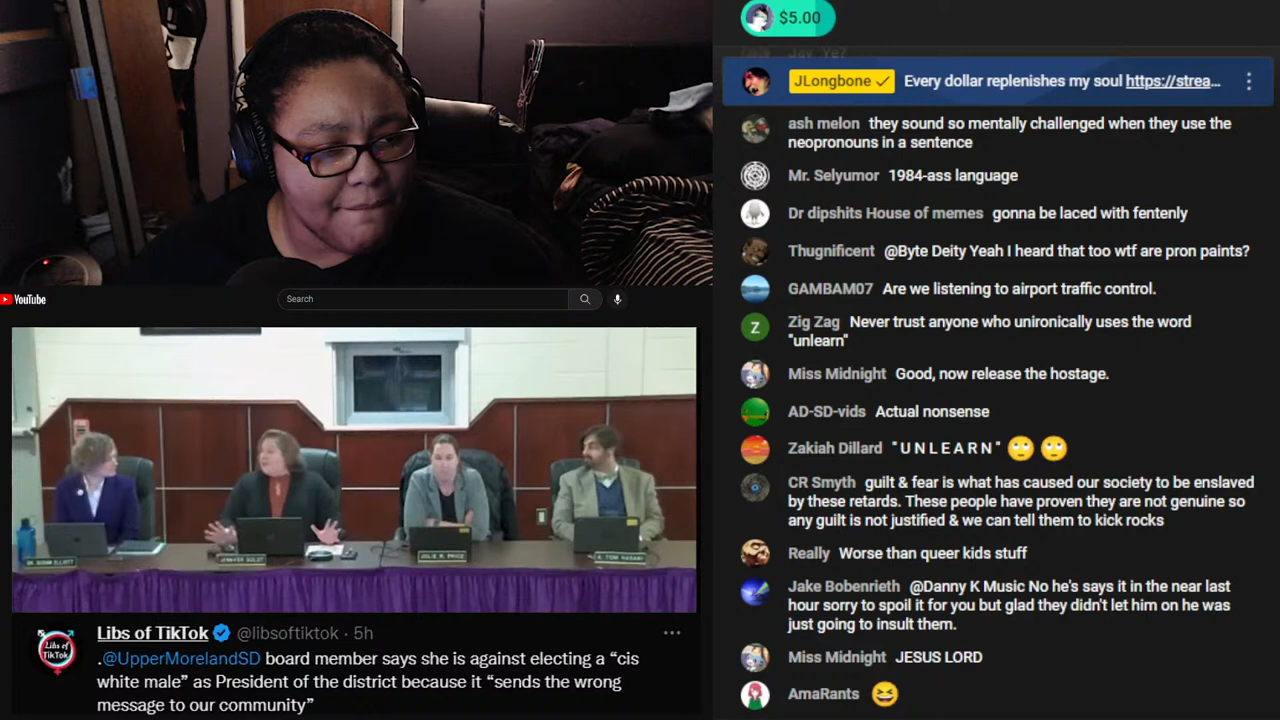 $5.00
Jay Ye?
JLongbone ✓ Every dollar replenishes my soul https://strea...
ash melon they sound so mentally challenged when they use the
neopronouns in a sentence
Mr. Selyumor 1984-ass language
Dr dipshits House of memes gonna be laced with fentenly
Thugnificent @Byte Deity Yeah I heard that too wtf are pron paints?
GAMBAM07 Are we listening to airport traffic control.
Z Zig Zag Never trust anyone who unironically uses the word
"unlearn"
Miss Midnight Good, now release the hostage.
AD-SD-vids Actual nonsense
Zakiah Dillard "U N L E A R N" 🙄 🙄
CR Smyth guilt & fear is what has caused our society to be enslaved
by these retards. These people have proven they are not genuine so
any guilt is not justified & we can tell them to kick rocks
Really Worse than queer kids stuff
Jake Bobenrieth @Danny K Music No he's says it in the near last
hour sorry to spoil it for you but glad they didn't let him on he was
just going to insult them.
Miss Midnight JESUS LORD
AmaRants 😆
YouTube
Search
DR. SUSAN ELLIOTT
JULIE M. PRICE
Libs of TikTok
Libs of TikTok @libsoftiktok · 5h
.@UpperMorelandSD board member says she is against electing a “cis
white male” as President of the district because it “sends the wrong
message to our community”